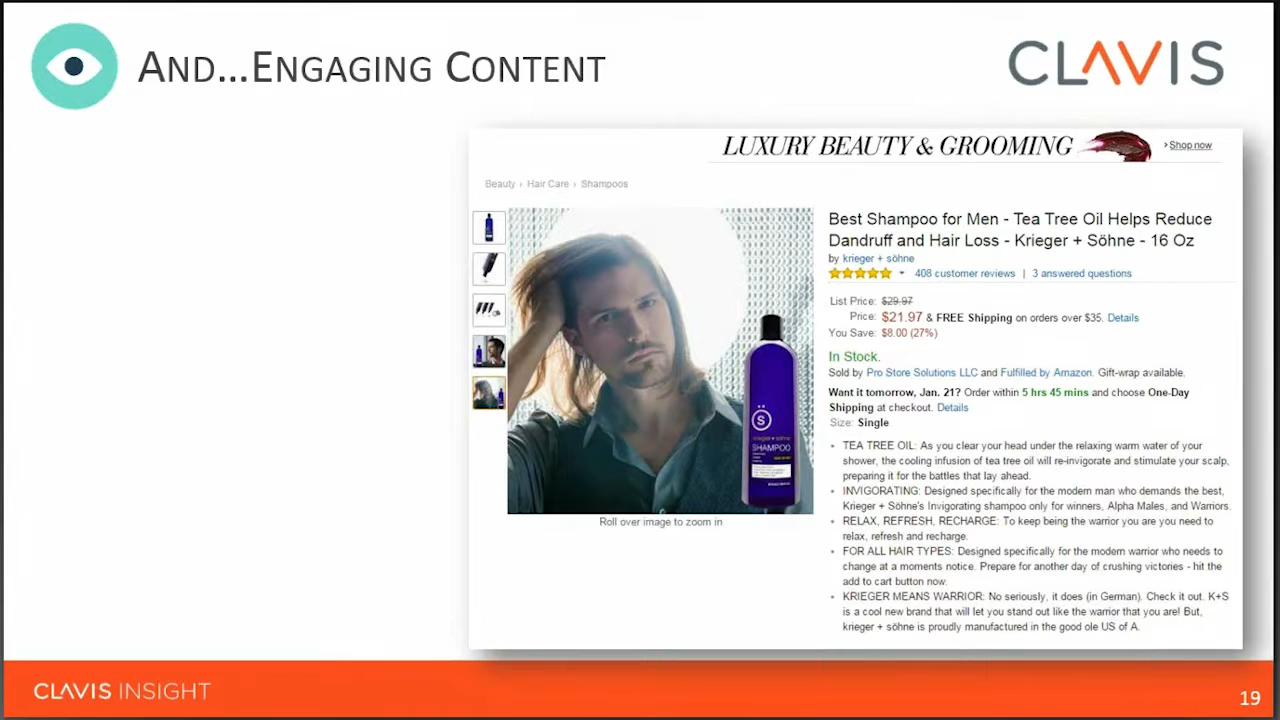 AND...ENGAGING CONTENT
CLAVIS
LUXURY BEAUTY & GROOMING
› Shop now
Beauty › Hair Care › Shampoos
Best Shampoo for Men - Tea Tree Oil Helps Reduce
Dandruff and Hair Loss - Krieger + Söhne - 16 Oz
by krieger + söhne
408 customer reviews | 3 answered questions
List Price: $29.97
Price: $21.97 & FREE Shipping on orders over $35. Details
You Save: $8.00 (27%)
In Stock.
Sold by Pro Store Solutions LLC and Fulfilled by Amazon. Gift-wrap available.
Want it tomorrow, Jan. 21? Order within 5 hrs 45 mins and choose One-Day
Shipping at checkout. Details
Size: Single
• TEA TREE OIL: As you clear your head under the relaxing warm water of your
shower, the cooling infusion of tea tree oil will re-invigorate and stimulate your scalp,
preparing it for the battles that lay ahead.
• INVIGORATING: Designed specifically for the modern man who demands the best,
Krieger + Söhne's Invigorating shampoo only for winners, Alpha Males, and Warriors.
• RELAX, REFRESH, RECHARGE: To keep being the warrior you are you need to
relax, refresh and recharge.
• FOR ALL HAIR TYPES: Designed specifically for the modern warrior who needs to
change at a moments notice. Prepare for another day of crushing victories - hit the
add to cart button now.
• KRIEGER MEANS WARRIOR: No seriously, it does (in German). Check it out. K+S
is a cool new brand that will let you stand out like the warrior that you are! But,
krieger + söhne is proudly manufactured in the good ole US of A.
S
krieger + söhne
SHAMPOO
Roll over image to zoom in
CLAVIS INSIGHT
19